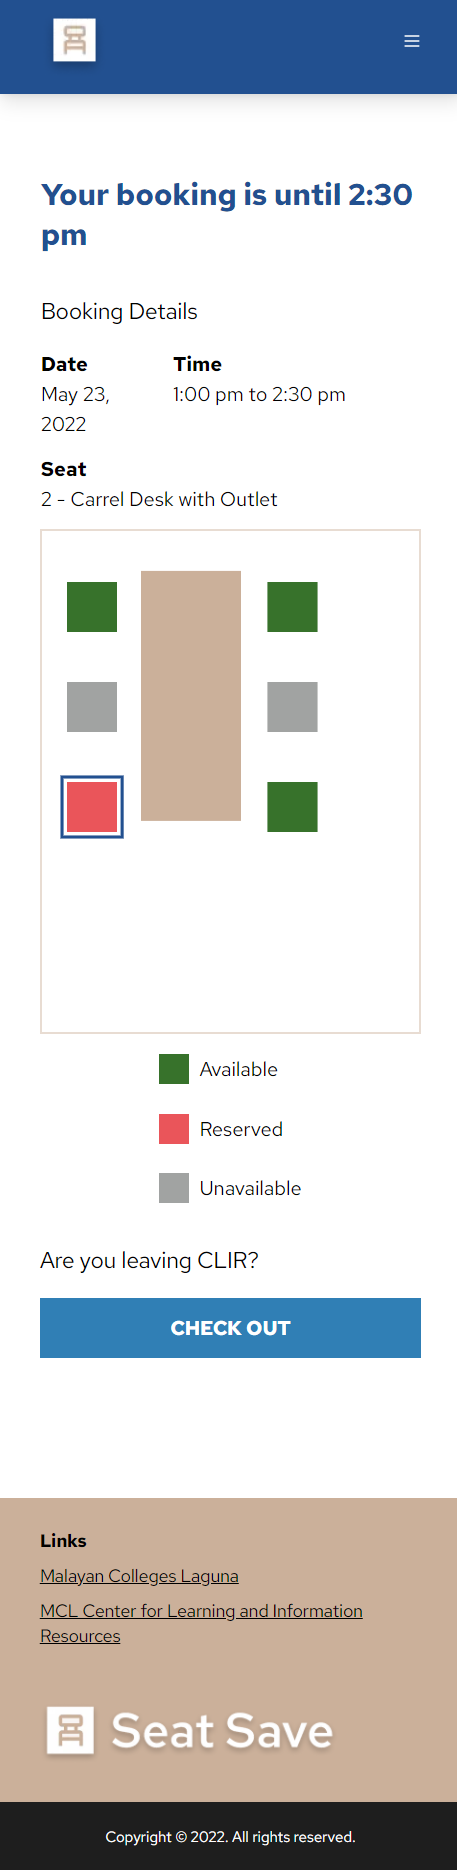 Your booking is until 2:30
pm
Booking Details
Date
May 23,
2022
Time
1:00 pm to 2:30 pm
Seat
2 - Carrel Desk with Outlet
Available
Reserved
Unavailable
Are you leaving CLIR?
CHECK OUT
Links
Malayan Colleges Laguna
MCL Center for Learning and Information
Resources
Seat Save
Copyright © 2022. All rights reserved.